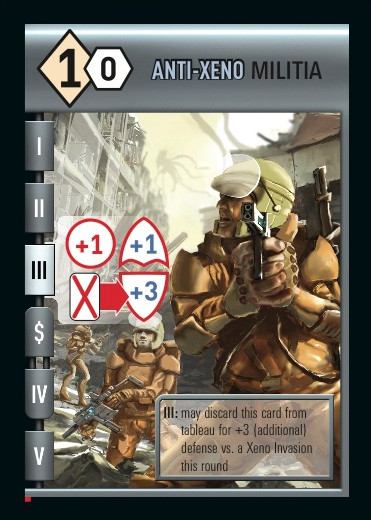 1 0 ANTI-XENO MILITIA
I
II
III
$
IV
V
+1 +1
+3
III: may discard this card from
tableau for +3 (additional)
defense vs. a Xeno Invasion
this round